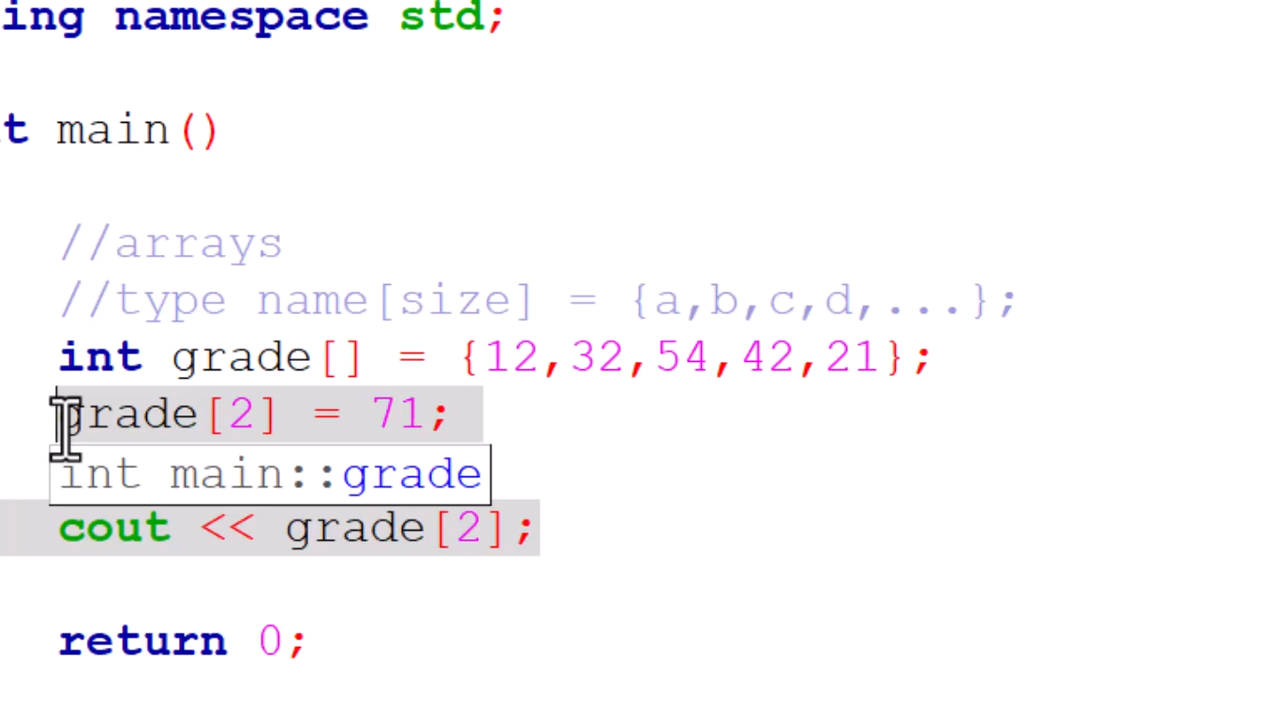 ing namespace std;
t main()
//arrays
//type name[size] = {a,b,c,d,...};
int grade[] = {12,32,54,42,21};
grade[2] = 71;
int main::grade
cout << grade[2];
return 0;